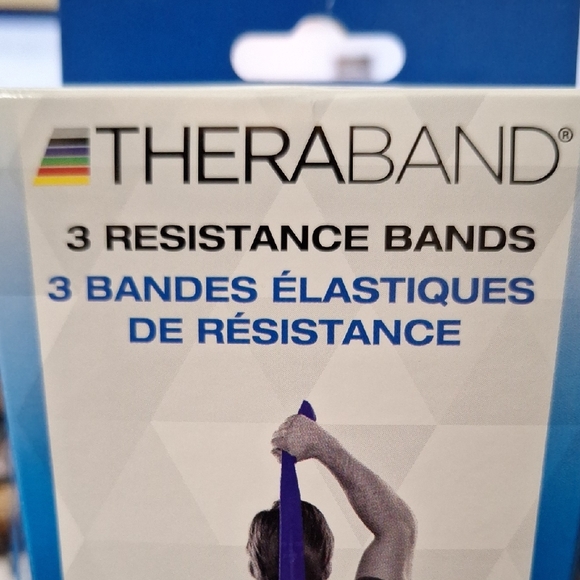 THERABAND®
3 RESISTANCE BANDS
3 BANDES ÉLASTIQUES
DE RÉSISTANCE